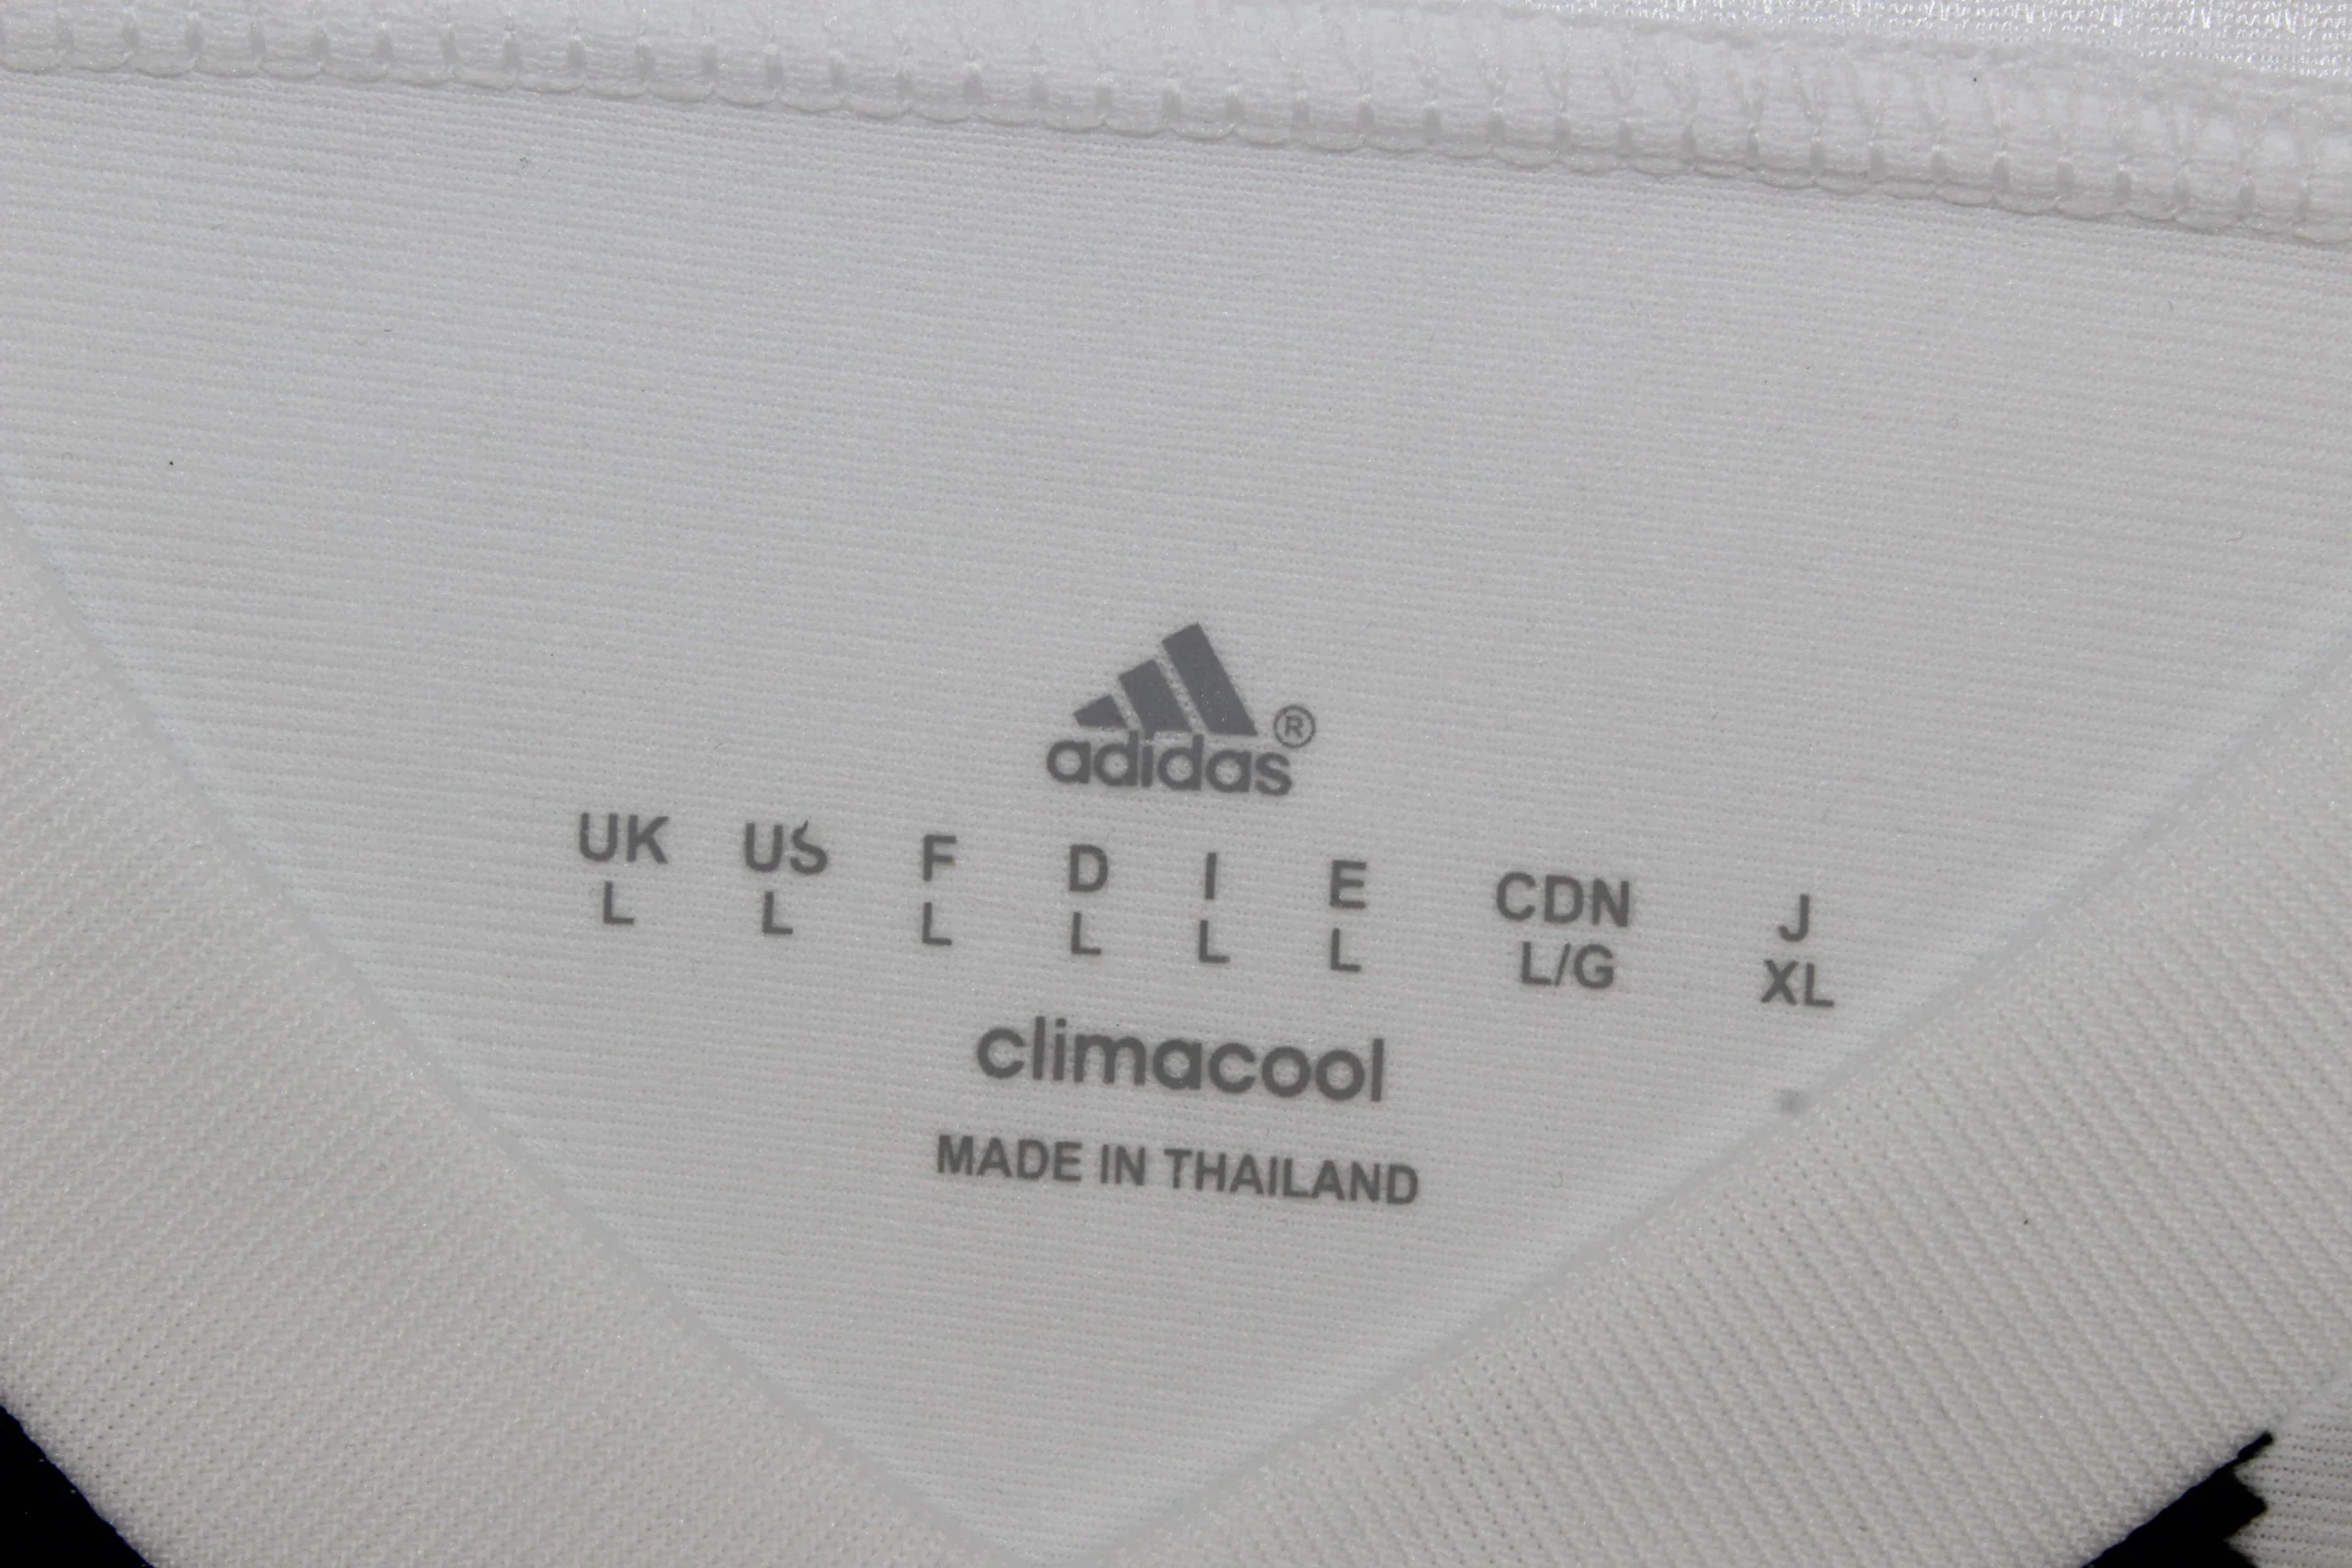 adidas®
UK US F D I E CDN J
L L L L L L L/G XL
climacool
MADE IN THAILAND